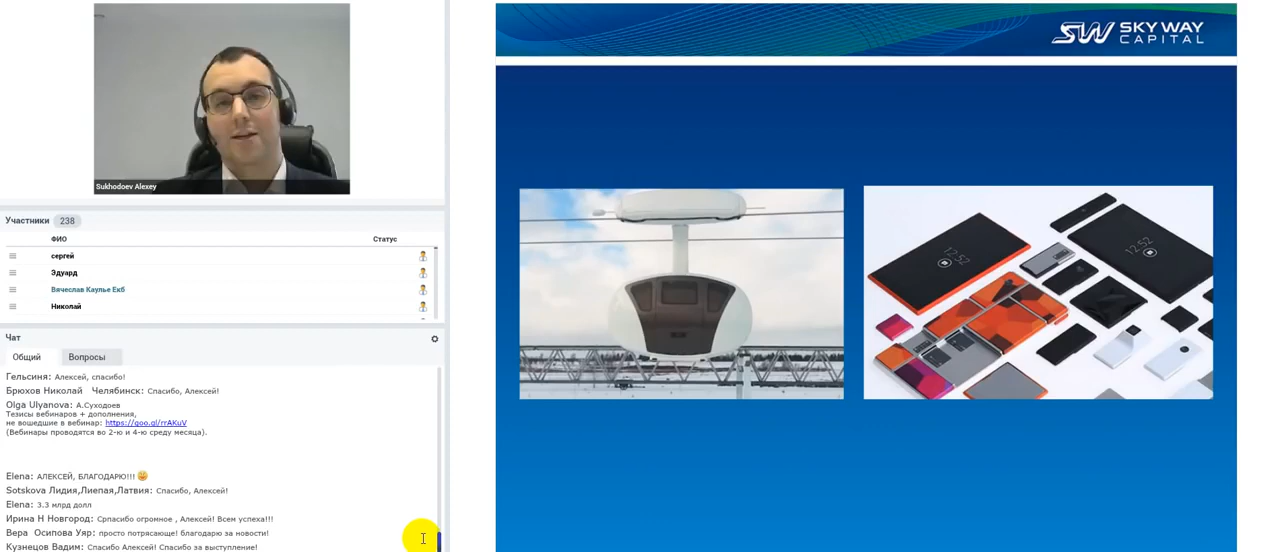 Sukhodoev Alexey
Участники 238
ФИО Статус
сергей
Эдуард
Вячеслав Каулье Екб
Николай
Чат
Общий Вопросы
Гельсиня: Алексей, спасибо!
Брюхов Николай Челябинск: Спасибо, Алексей!
Olga Ulyanova: А.Суходоев
Тезисы вебинаров + дополнения,
не вошедшие в вебинар: https://goo.gl/rrAKuV
(Вебинары проводятся во 2-ю и 4-ю среду месяца).
Elena: АЛЕКСЕЙ, БЛАГОДАРЮ!!!
Sotskova Лидия,Лиепая,Латвия: Спасибо, Алексей!
Elena: 3.3 млрд долл
Ирина Н Новгород: Српасибо огромное , Алексей! Всем успеха!!!
Вера Осипова Уяр: просто потрясающе! благодарю за новости!
Кузнецов Вадим: Спасибо Алексей! Спасибо за выступление!
SW SKY WAY
CAPITAL
12:52
12:52